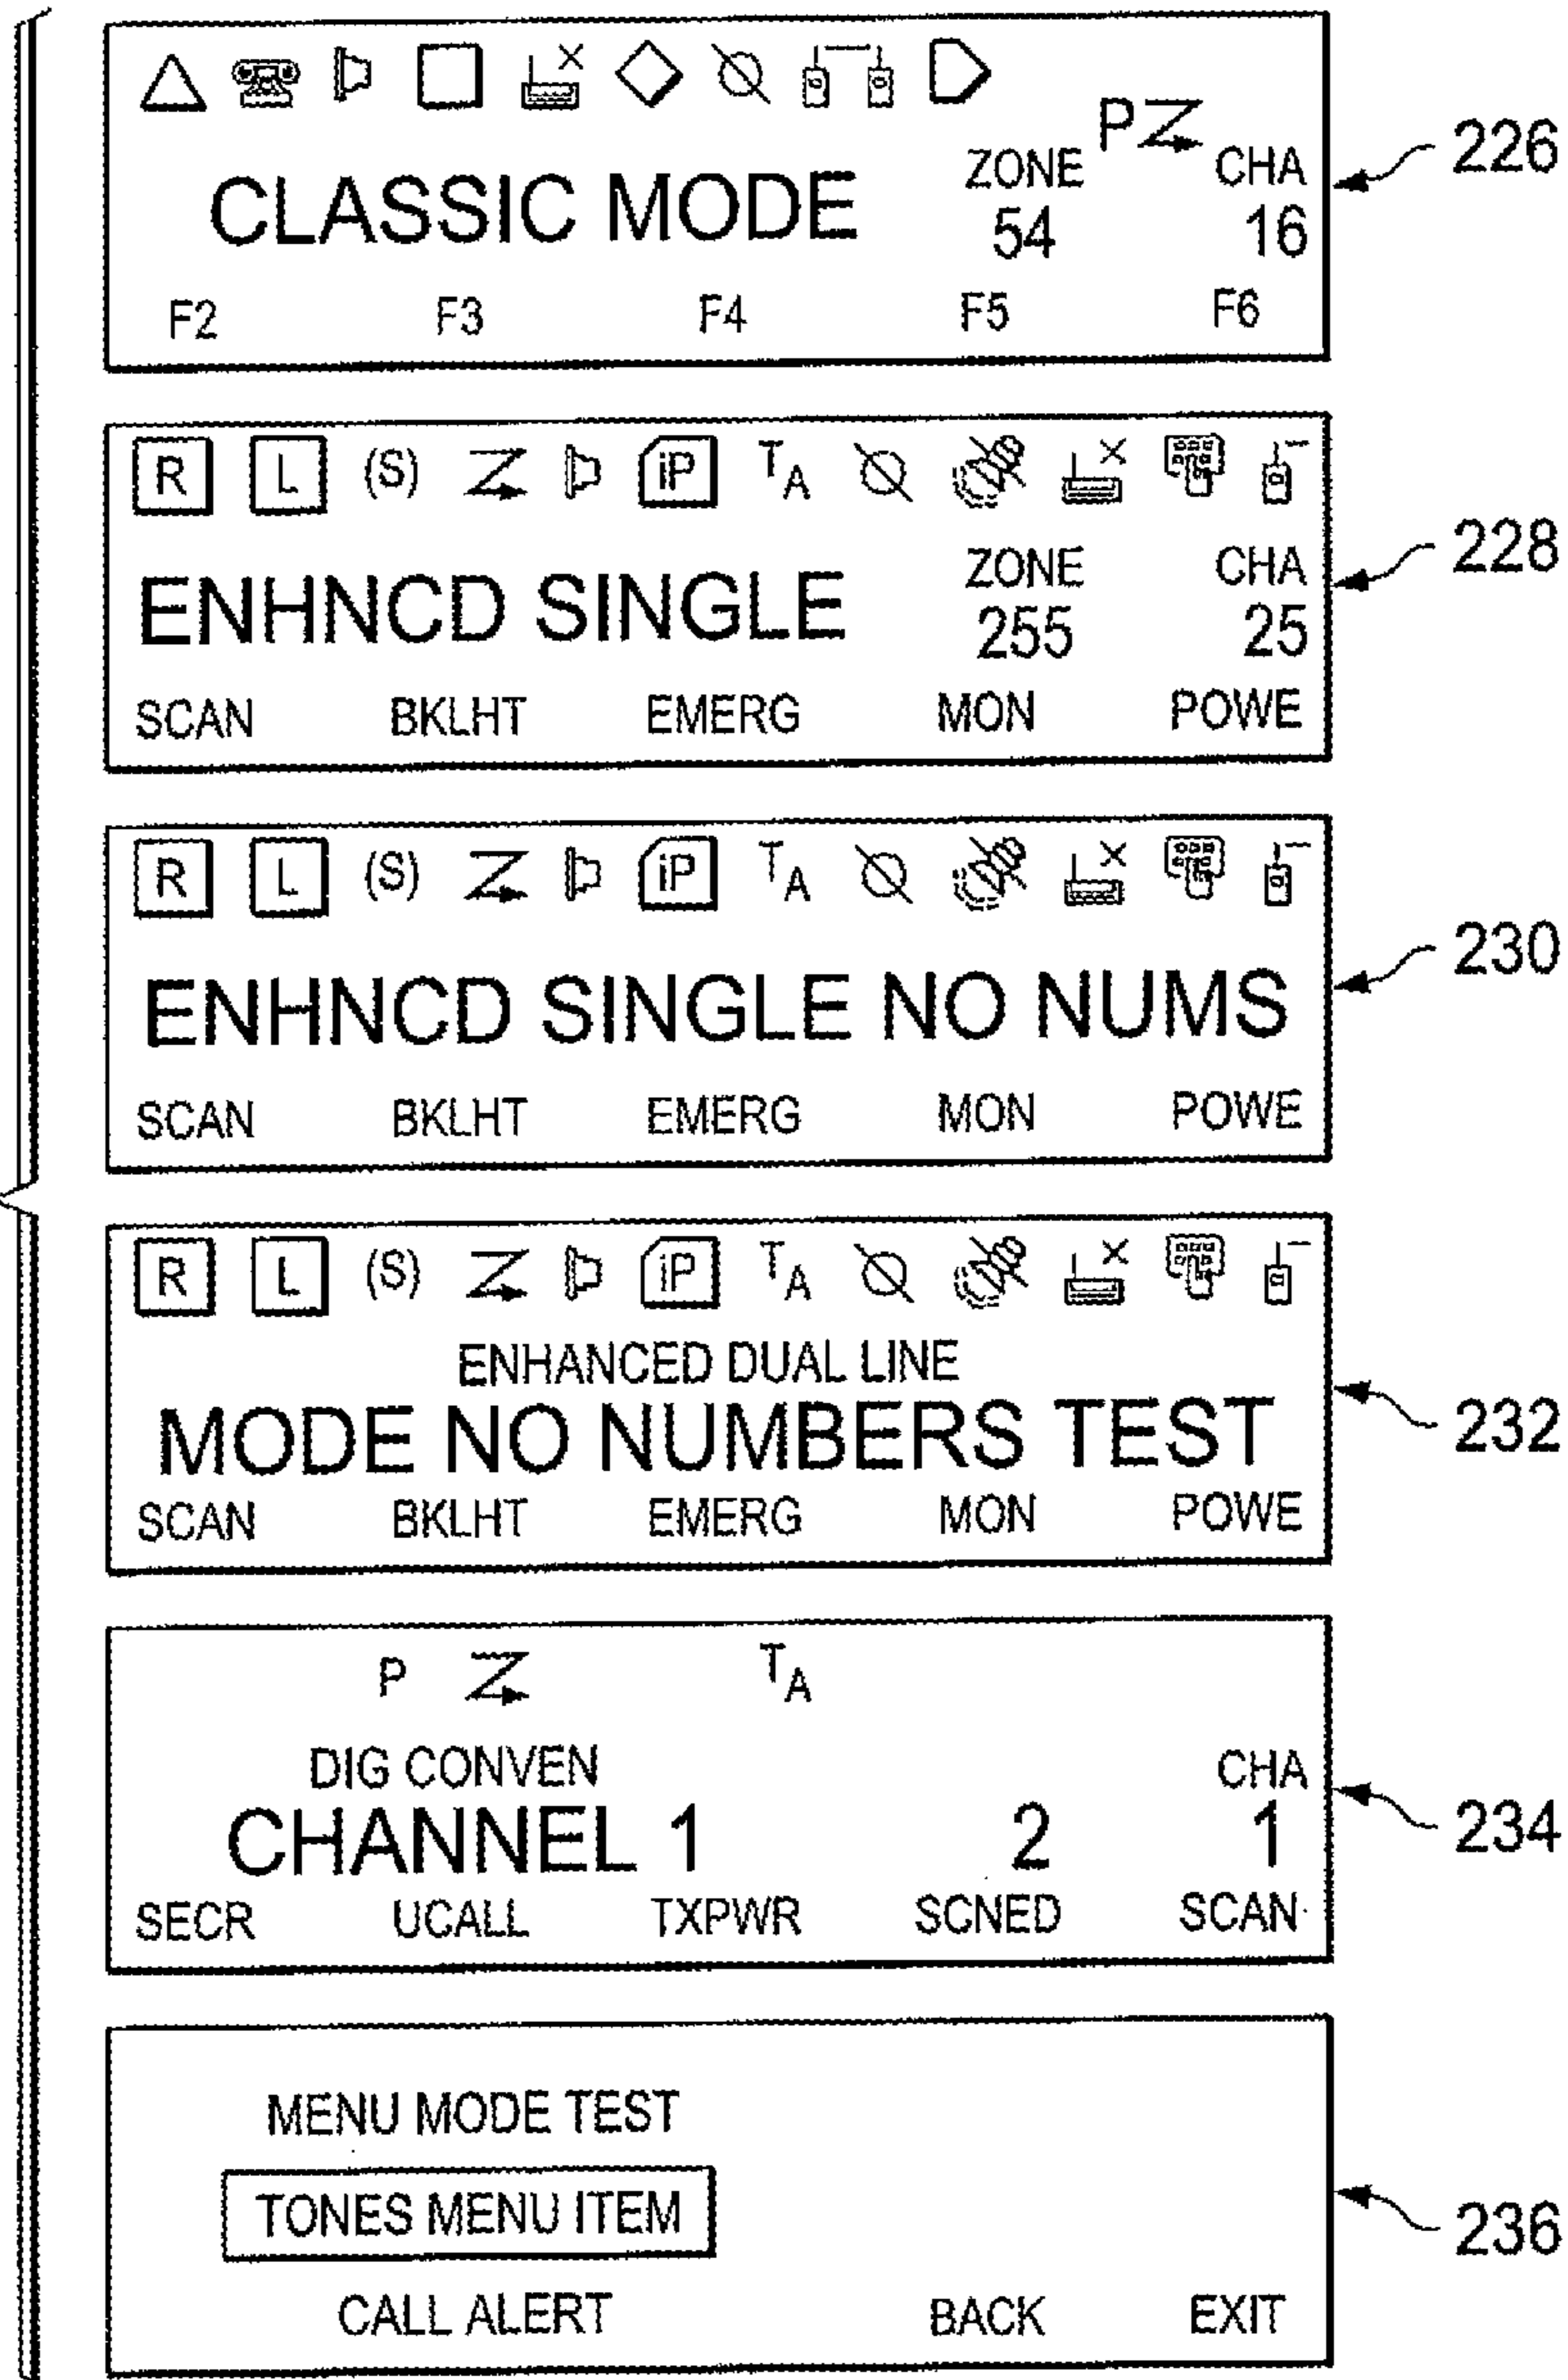 P
ZONE CHA
CLASSIC MODE 54 16
F2 F3 F4 F5 F6
226
R L (S) iP TA
ZONE CHA
ENHNCD SINGLE 255 25
SCAN BKLHT EMERG MON POWE
228
R L (S) iP TA
ENHNCD SINGLE NO NUMS
SCAN BKLHT EMERG MON POWE
230
R L (S) iP TA
ENHANCED DUAL LINE
MODE NO NUMBERS TEST
SCAN BKLHT EMERG MON POWE
232
P TA
DIG CONVEN CHA
CHANNEL 1 2 1
SECR UCALL TXPWR SCNED SCAN
234
MENU MODE TEST
TONES MENU ITEM
CALL ALERT BACK EXIT
236